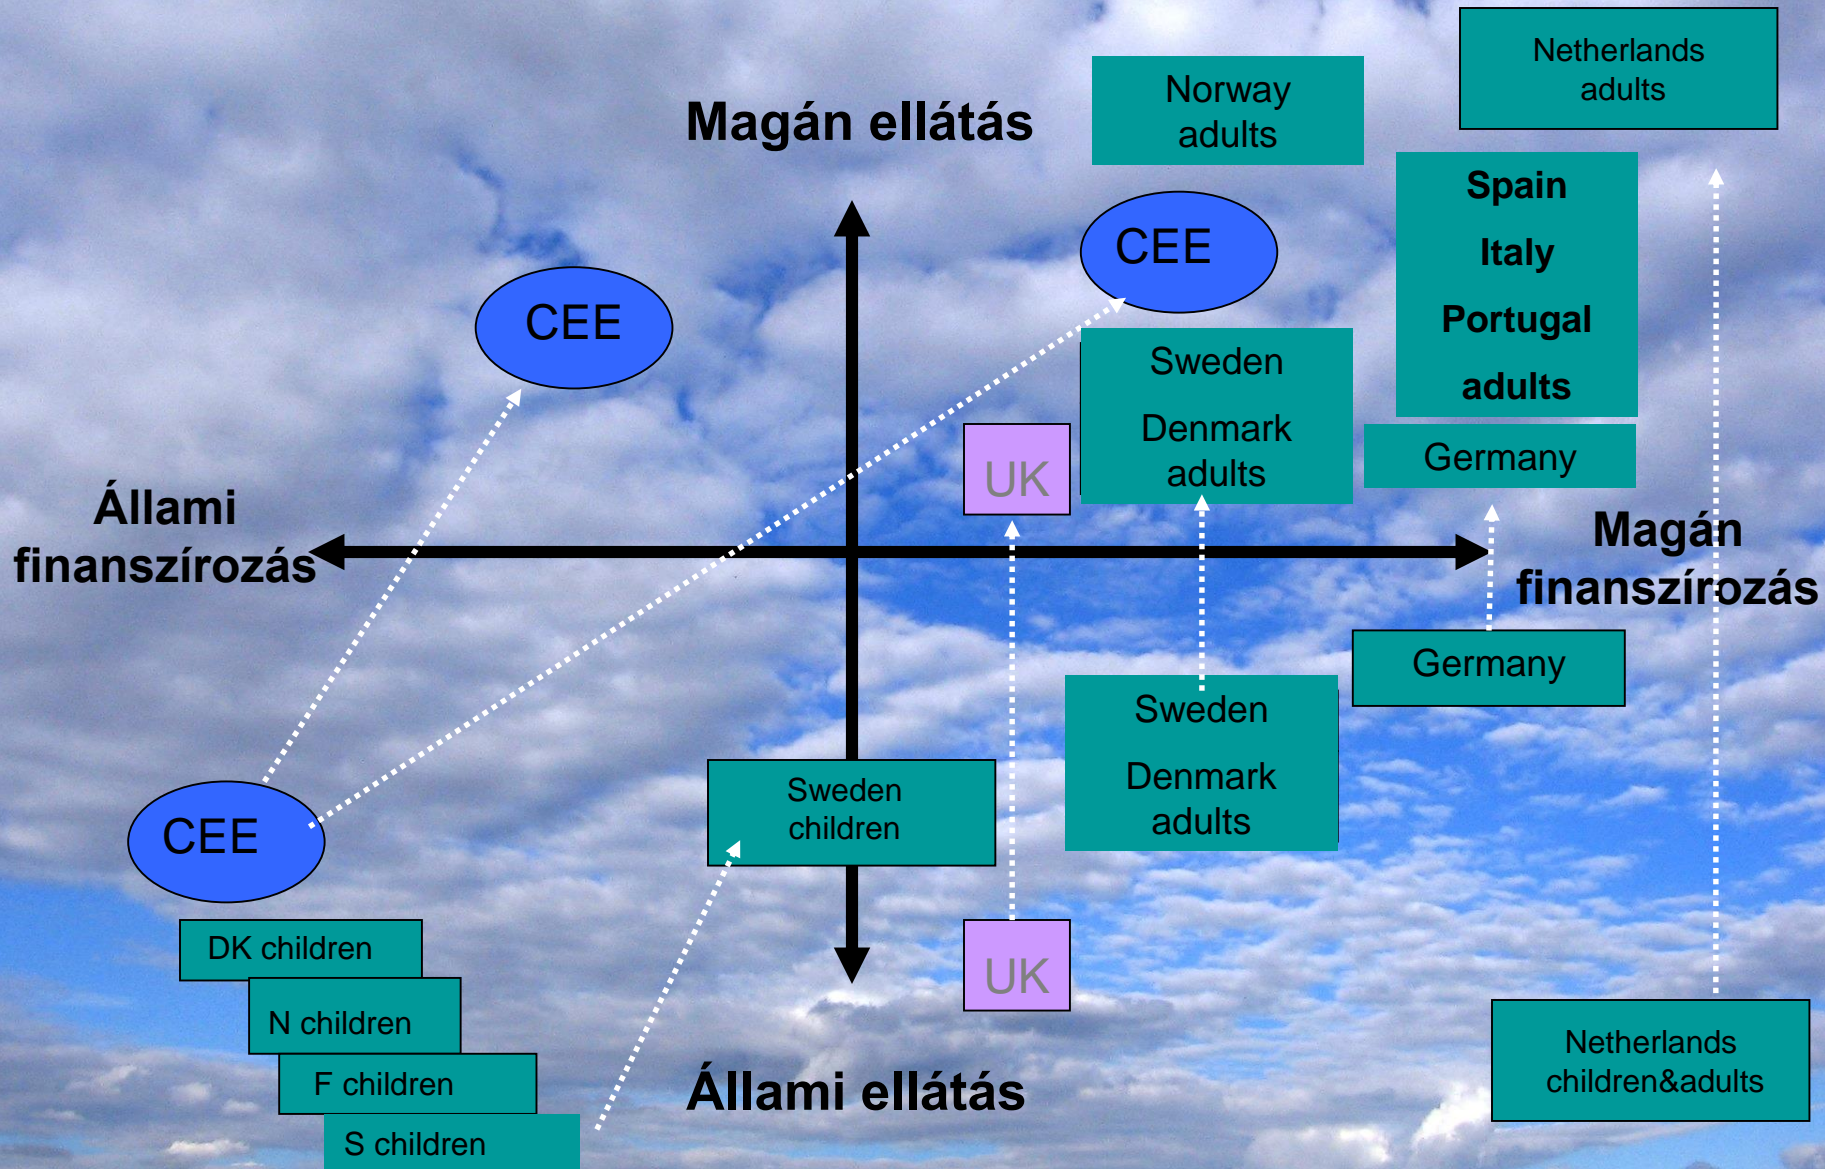 Netherlands
adults
Norway
adults
Magán ellátás
Spain
Italy
Portugal
adults
CEE
CEE
Sweden
Denmark
adults
UK
Germany
Állami
finanszírozás
Magán
finanszírozás
Germany
Sweden
Denmark
adults
Sweden
children
CEE
DK children
N children
F children
S children
UK
Állami ellátás
Netherlands
children&adults